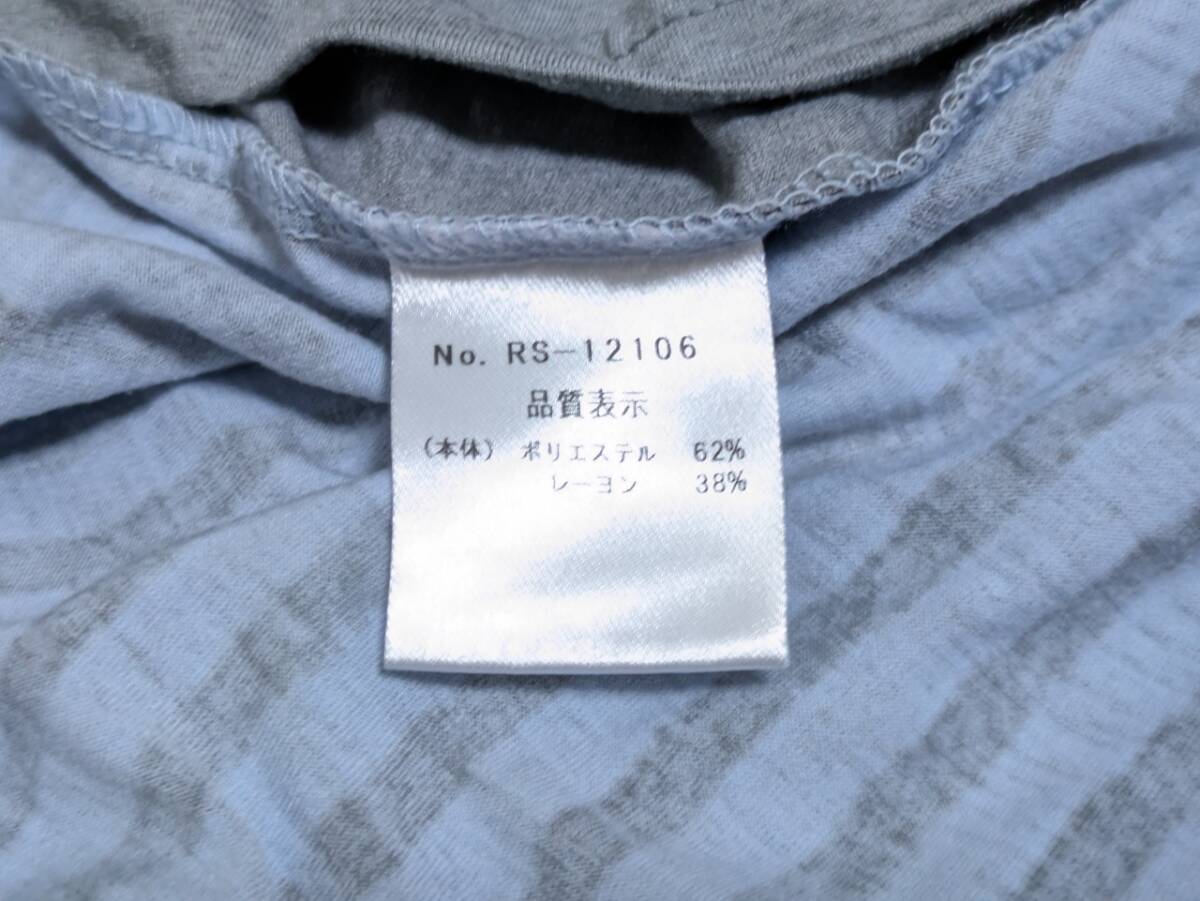 No. RS-12106
品質表示
(本体) ポリエステル 62%
レーヨン 38%